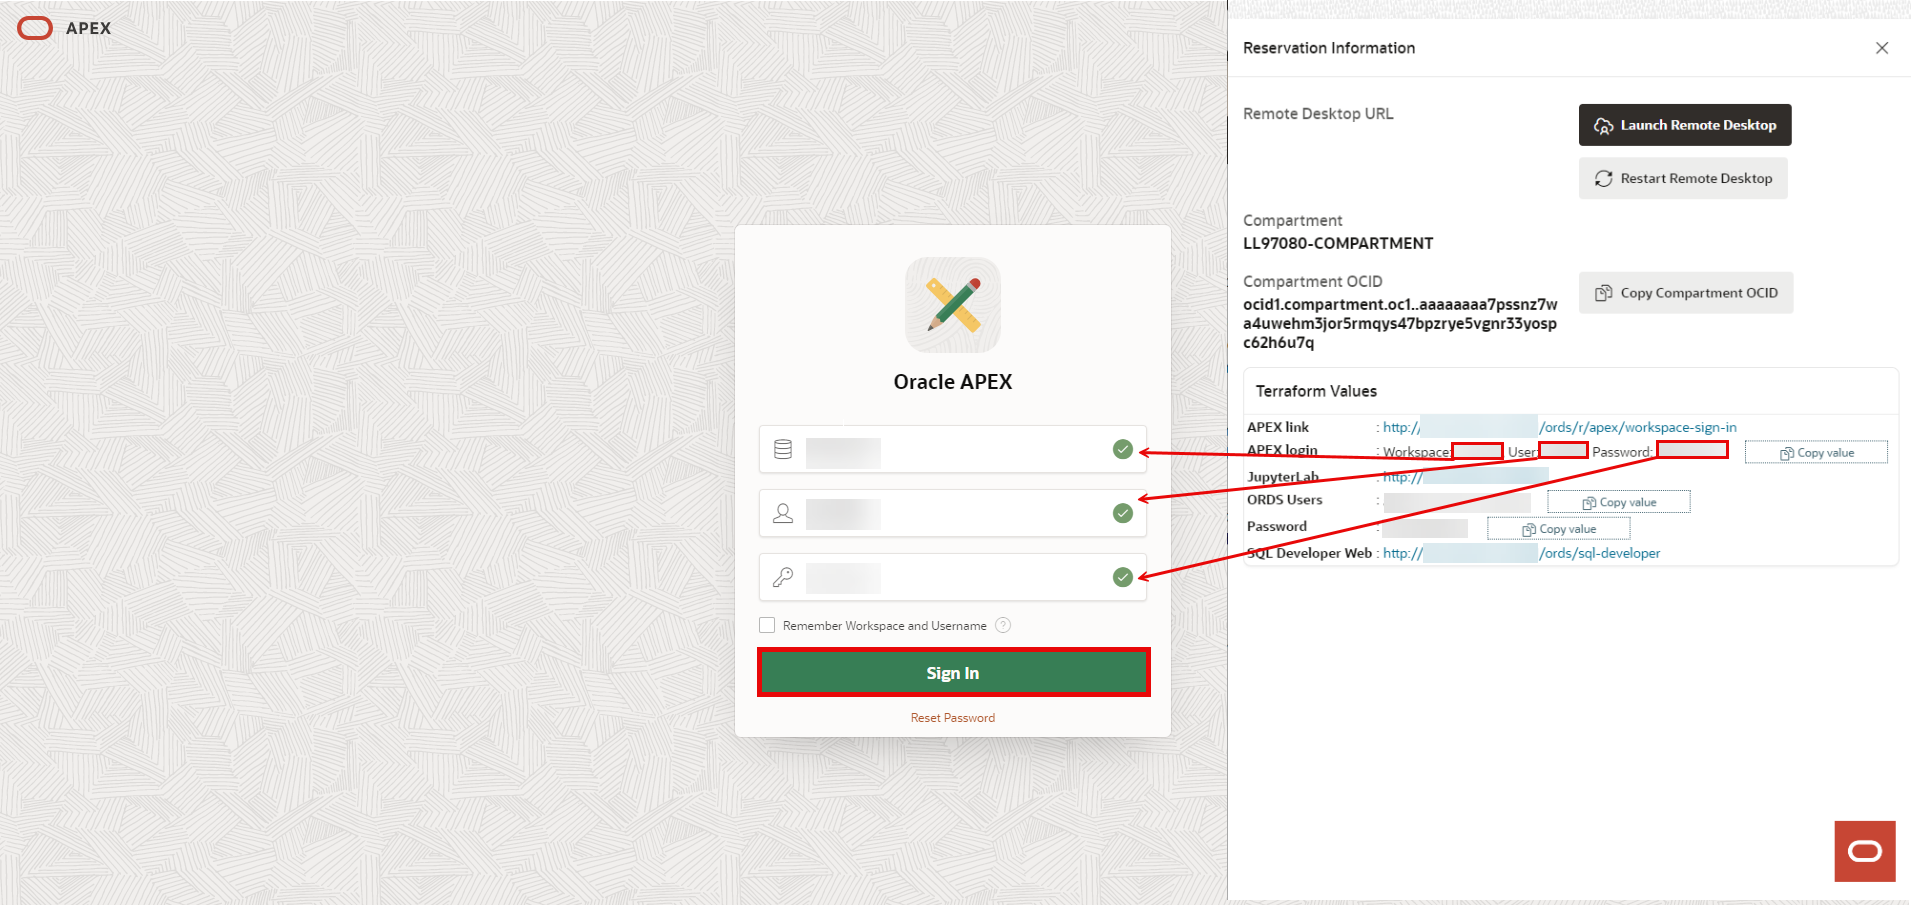 APEX
Oracle APEX
Remember Workspace and Username ?
Sign In
Reset Password
Reservation Information
Remote Desktop URL
Launch Remote Desktop
Restart Remote Desktop
Compartment
LL97080-COMPARTMENT
Compartment OCID
Copy Compartment OCID
ocid1.compartment.oc1..aaaaaaaa7pssnz7w
a4uwehm3jor5rmqys47bpzrye5vgnr33yosp
c62h6u7q
Terraform Values
APEX link : http:// /ords/r/apex/workspace-sign-in
APEX login : Workspace: User: Password: Copy value
JupyterLab : http://
ORDS Users : Copy value
Password : Copy value
SQL Developer Web : http:// /ords/sql-developer